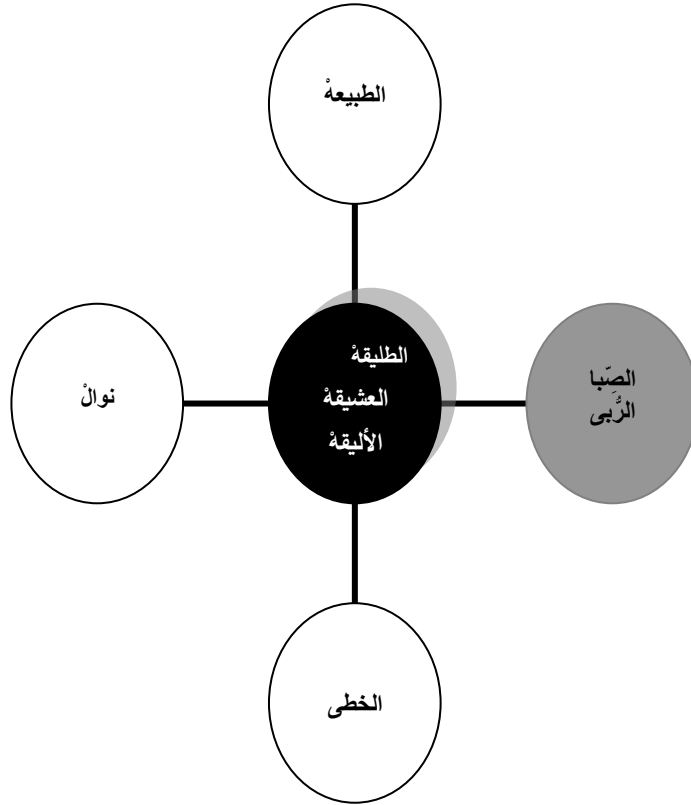 الطبيعهْ
الطليقهْ
العشيقهْ
الأليقهْ
الصِّبا
الرُّبى
نوالْ
الخطى